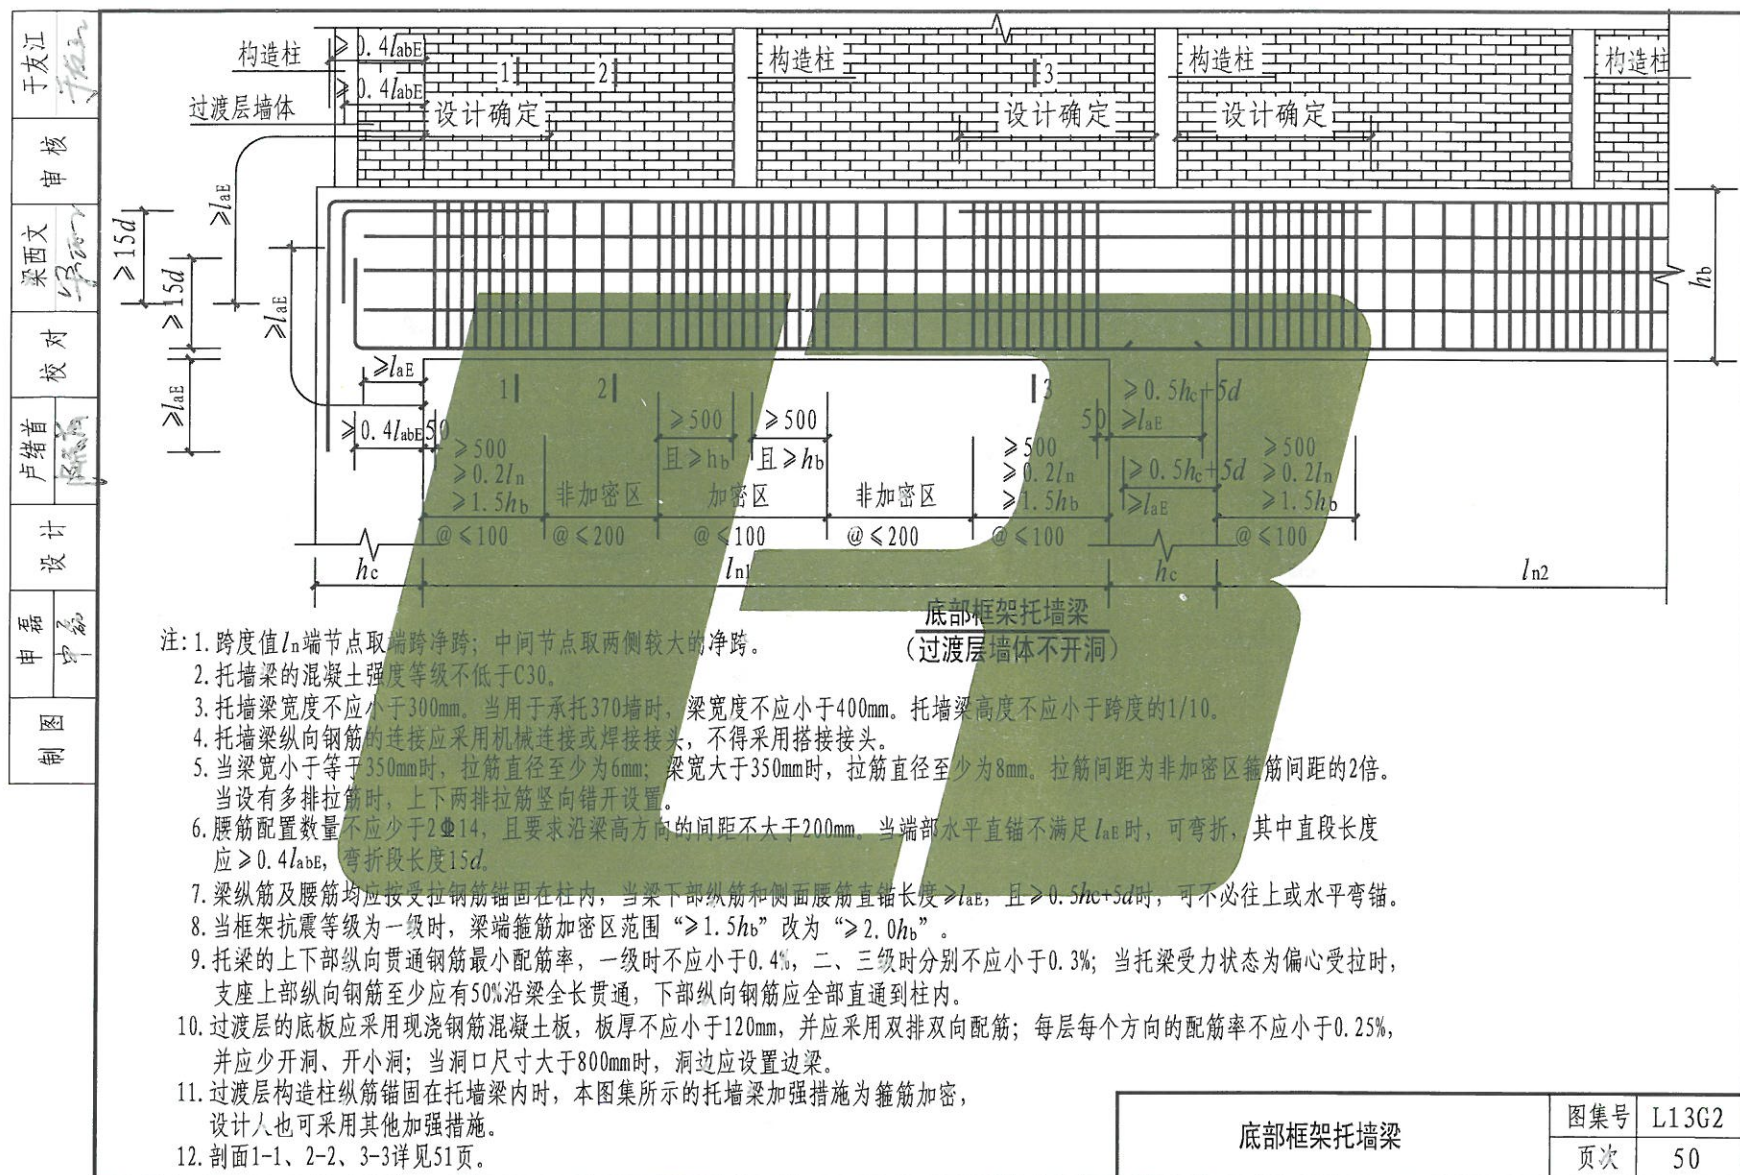 于友江
审核
梁西文
校对
卢绪首
设计
申磊
制图
构造柱
≥0.4labE
≥0.4labE
过渡层墙体
1
2
设计确定
构造柱
3
设计确定
构造柱
设计确定
构造柱
≥laE
≥15d
≥15d
≥laE
≥laE
hb
≥laE
≥0.4labE
50
1
2
3
≥500
≥0.2ln
≥1.5hb
@≤100
非加密区
@≤200
≥500
且≥hb
≥500
且≥hb
加密区
@≤100
非加密区
@≤200
≥500
≥0.2ln
≥1.5hb
@≤100
50
≥0.5hc+5d
≥laE
≥0.5hc+5d
≥laE
≥500
≥0.2ln
≥1.5hb
@≤100
hc
ln1
hc
ln2
底部框架托墙梁
(过渡层墙体不开洞)
注: 1. 跨度值ln端节点取端跨净跨; 中间节点取两侧较大的净跨。
2. 托墙梁的混凝土强度等级不低于C30。
3. 托墙梁宽度不应小于300mm。当用于承托370墙时, 梁宽度不应小于400mm。托墙梁高度不应小于跨度的1/10。
4. 托墙梁纵向钢筋的连接应采用机械连接或焊接接头, 不得采用搭接接头。
5. 当梁宽小于等于350mm时, 拉筋直径至少为6mm; 梁宽大于350mm时, 拉筋直径至少为8mm。拉筋间距为非加密区箍筋间距的2倍。
当设有多排拉筋时, 上下两排拉筋竖向错开设置。
6. 腰筋配置数量不应少于2⌀14, 且要求沿梁高方向的间距不大于200mm。当端部水平直锚不满足laE时, 可弯折, 其中直段长度
应≥0.4labE, 弯折段长度15d。
7. 梁纵筋及腰筋均应按受拉钢筋锚固在柱内, 当梁下部纵筋和侧面腰筋直锚长度≥laE, 且≥0.5hc+5d时, 可不必往上或水平弯锚。
8. 当框架抗震等级为一级时, 梁端箍筋加密区范围“≥1.5hb”改为“≥2.0hb”。
9. 托梁的上下部纵向贯通钢筋最小配筋率, 一级时不应小于0.4%, 二、三级时分别不应小于0.3%; 当托梁受力状态为偏心受拉时,
支座上部纵向钢筋至少应有50%沿梁全长贯通, 下部纵向钢筋应全部直通到柱内。
10. 过渡层的底板应采用现浇钢筋混凝土板, 板厚不应小于120mm, 并应采用双排双向配筋; 每层每个方向的配筋率不应小于0.25%,
并应少开洞、开小洞; 当洞口尺寸大于800mm时, 洞边应设置边梁。
11. 过渡层构造柱纵筋锚固在托墙梁内时, 本图集所示的托墙梁加强措施为箍筋加密,
设计人也可采用其他加强措施。
12. 剖面1-1、2-2、3-3详见51页。
底部框架托墙梁
图集号 L13G2
页次 50